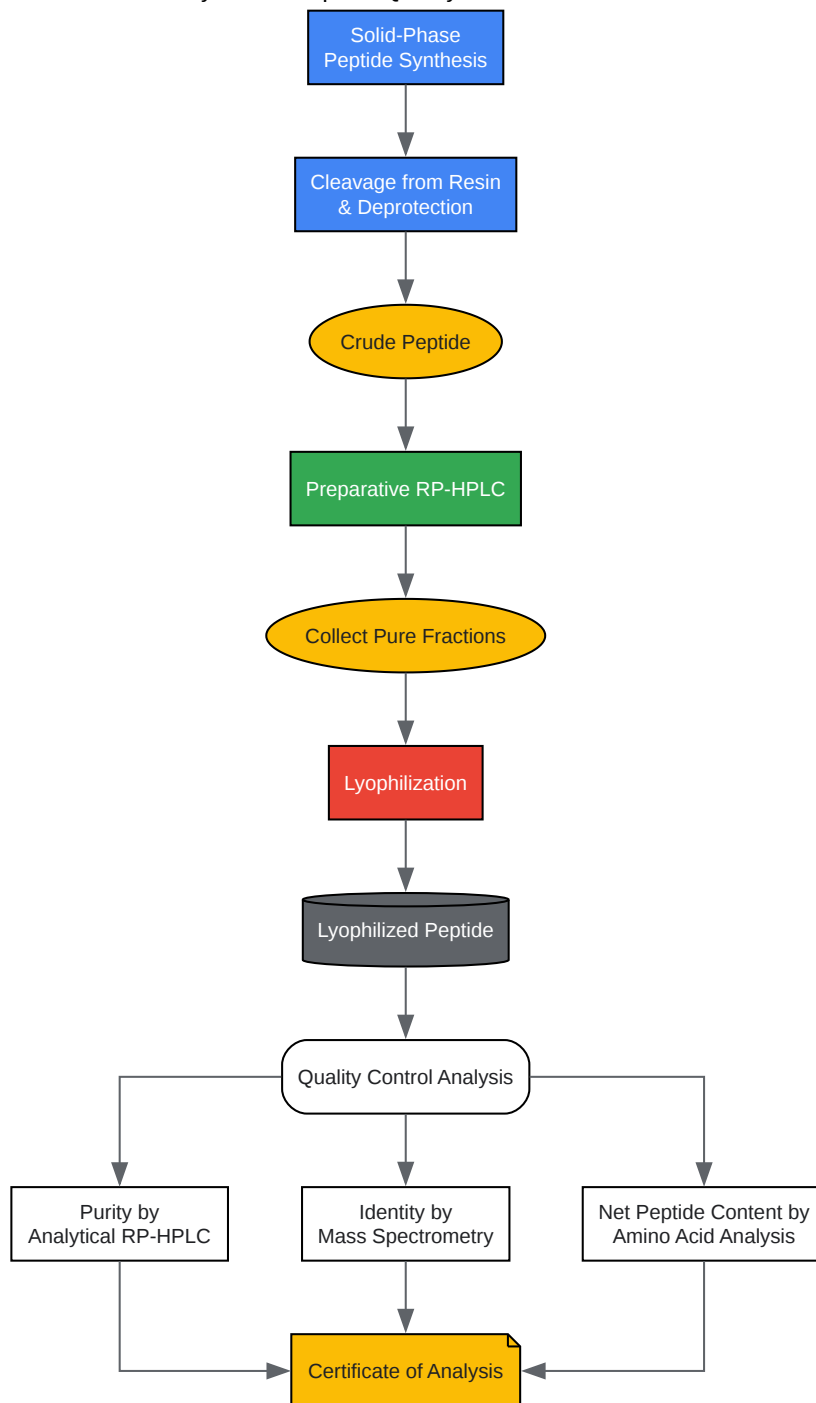 Solid-Phase
Peptide Synthesis
Cleavage from Resin
& Deprotection
Crude Peptide
Preparative RP-HPLC
Collect Pure Fractions
Lyophilization
Lyophilized Peptide
Quality Control Analysis
Purity by
Analytical RP-HPLC
Identity by
Mass Spectrometry
Net Peptide Content by
Amino Acid Analysis
Certificate of Analysis